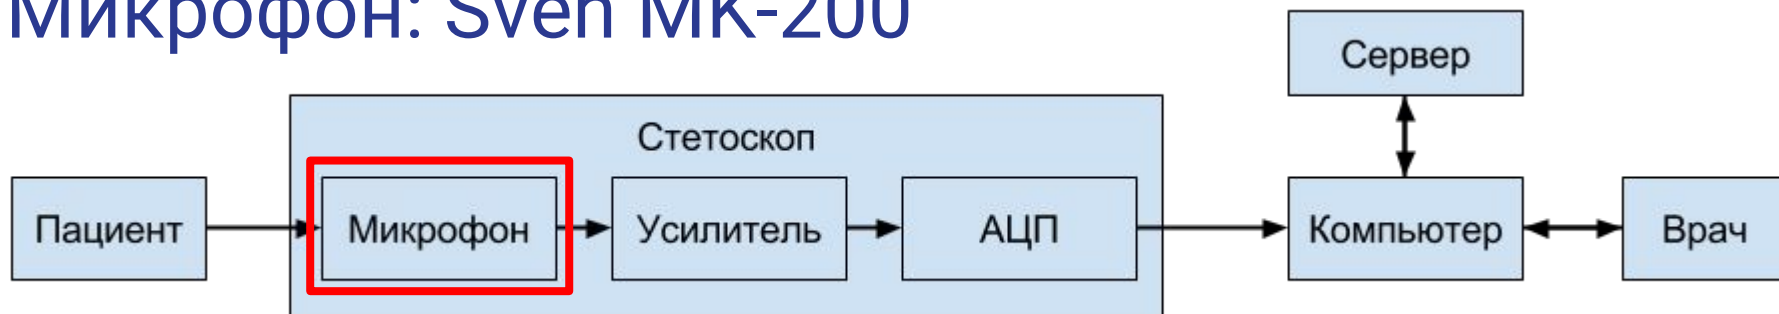 Микрофон: Sven MK-200
Сервер
Стетоскоп
Пациент
Микрофон
Усилитель
АЦП
Компьютер
Врач